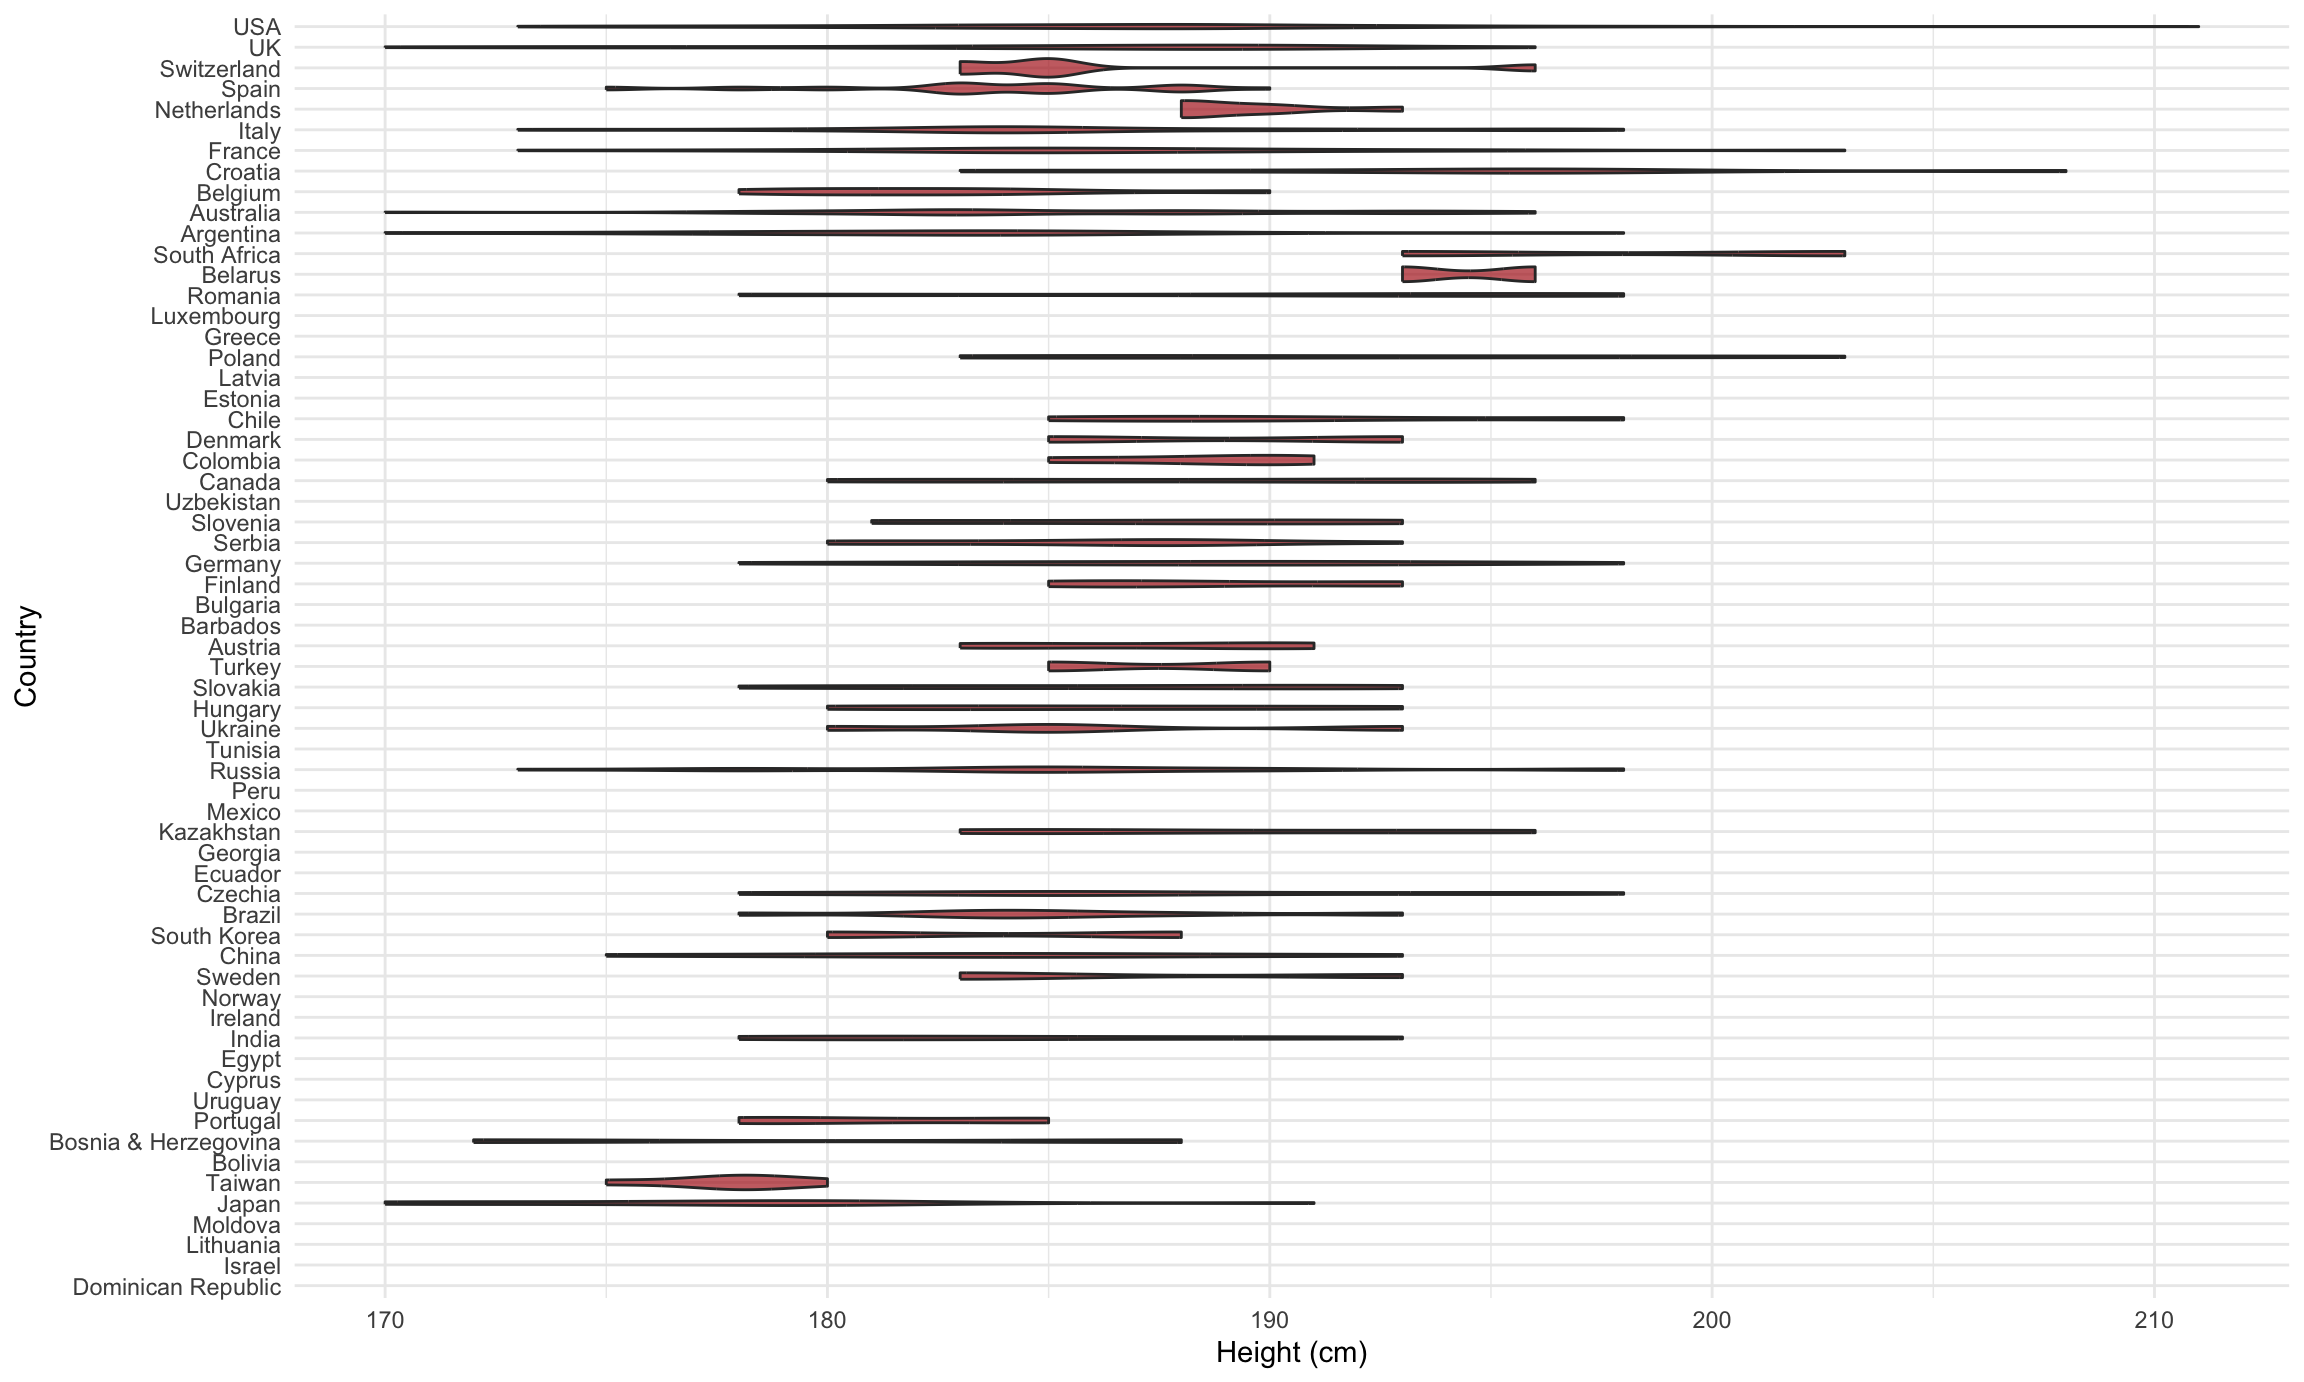 USA
UK
Switzerland
Spain
Netherlands
Italy
France
Croatia
Belgium
Australia
Argentina
South Africa
Belarus
Romania
Luxembourg
Greece
Poland
Latvia
Estonia
Chile
Denmark
Colombia
Canada
Uzbekistan
Slovenia
Serbia
Germany
Finland
Bulgaria
Barbados
Austria
Turkey
Slovakia
Hungary
Ukraine
Tunisia
Russia
Peru
Mexico
Kazakhstan
Georgia
Ecuador
Czechia
Brazil
South Korea
China
Sweden
Norway
Ireland
India
Egypt
Cyprus
Uruguay
Portugal
Bosnia & Herzegovina
Bolivia
Taiwan
Japan
Moldova
Lithuania
Israel
Dominican Republic
Country
170 180 190 200 210
Height (cm)